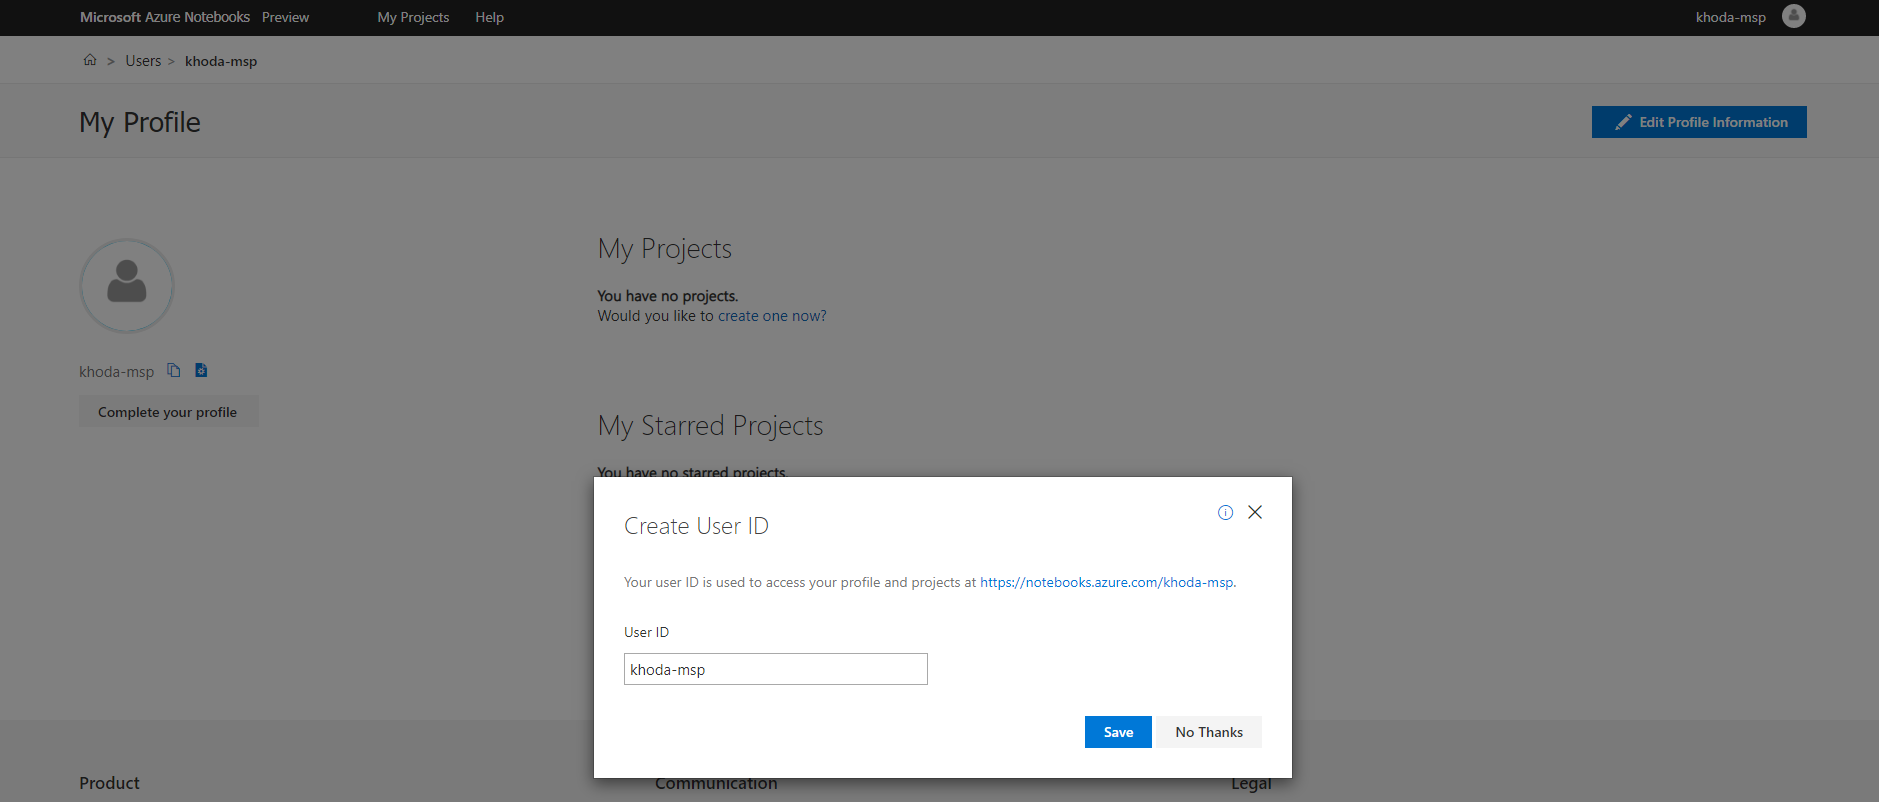 Microsoft Azure Notebooks Preview My Projects Help khoda-msp
> Users > khoda-msp
My Profile
Edit Profile Information
My Projects
You have no projects.
Would you like to create one now?
khoda-msp
Complete your profile
My Starred Projects
You have no starred projects.
Create User ID
Your user ID is used to access your profile and projects at https://notebooks.azure.com/khoda-msp.
User ID
khoda-msp
Save No Thanks
Product Communication Legal